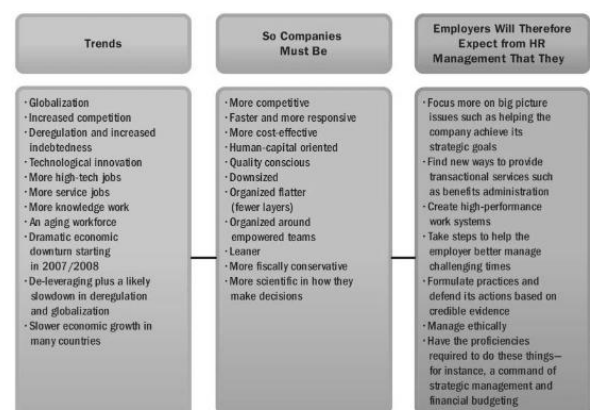 Trends
· Globalization
· Increased competition
· Deregulation and increased
indebtedness
· Technological innovation
· More high-tech jobs
· More service jobs
· More knowledge work
· An aging workforce
· Dramatic economic
downturn starting
in 2007/2008
· De-leveraging plus a likely
slowdown in deregulation
and globalization
· Slower economic growth in
many countries
So Companies
Must Be
· More competitive
· Faster and more responsive
· More cost-effective
· Human-capital oriented
· Quality conscious
· Downsized
· Organized flatter
(fewer layers)
· Organized around
empowered teams
· Leaner
· More fiscally conservative
· More scientific in how they
make decisions
Employers Will Therefore
Expect from HR
Management That They
· Focus more on big picture
issues such as helping the
company achieve its
strategic goals
· Find new ways to provide
transactional services such
as benefits administration
· Create high-performance
work systems
· Take steps to help the
employer better manage
challenging times
· Formulate practices and
defend its actions based on
credible evidence
· Manage ethically
· Have the proficiencies
required to do these things—
for instance, a command of
strategic management and
financial budgeting